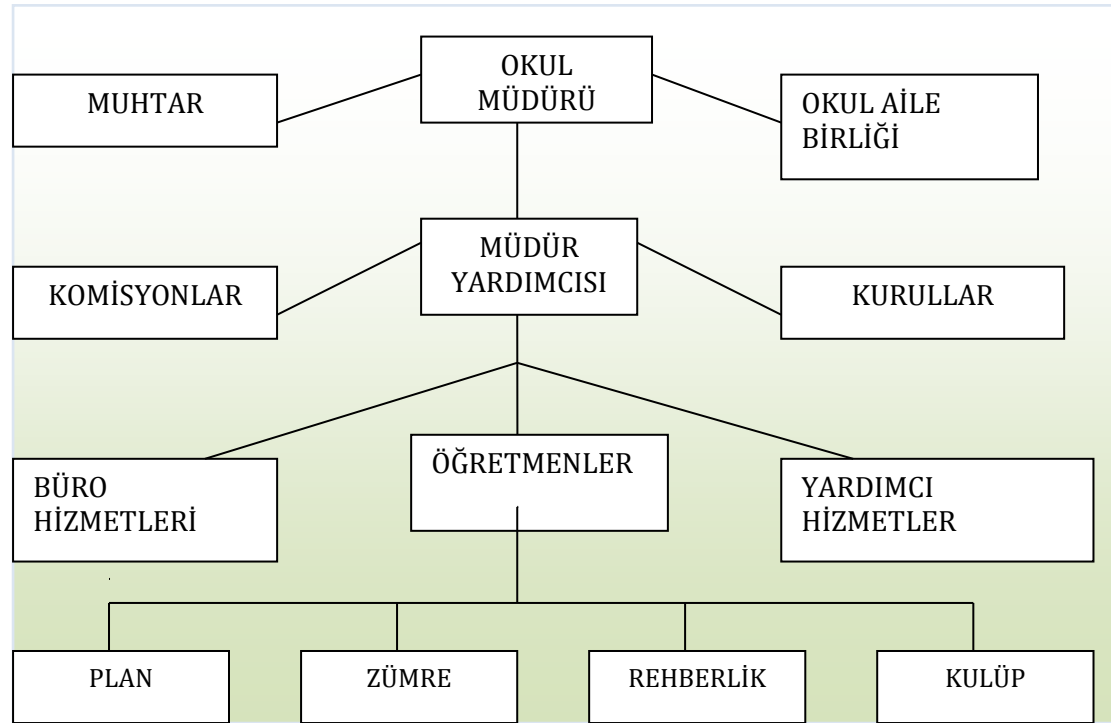 OKUL
MÜDÜRÜ
MUHTAR
OKUL AİLE
BİRLİĞİ
MÜDÜR
YARDIMCISI
KOMİSYONLAR
KURULLAR
ÖĞRETMENLER
BÜRO
HİZMETLERİ
YARDIMCI
HİZMETLER
PLAN
ZÜMRE
REHBERLİK
KULÜP